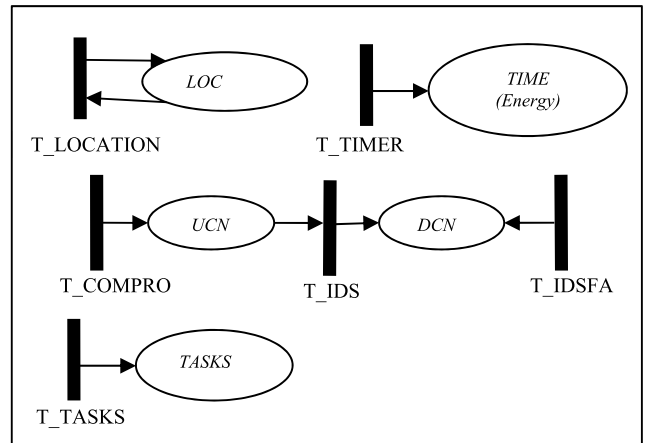 LOC
TIME
(Energy)
T_LOCATION
T_TIMER
UCN
DCN
T_COMPRO
T_IDS
T_IDSFA
TASKS
T_TASKS